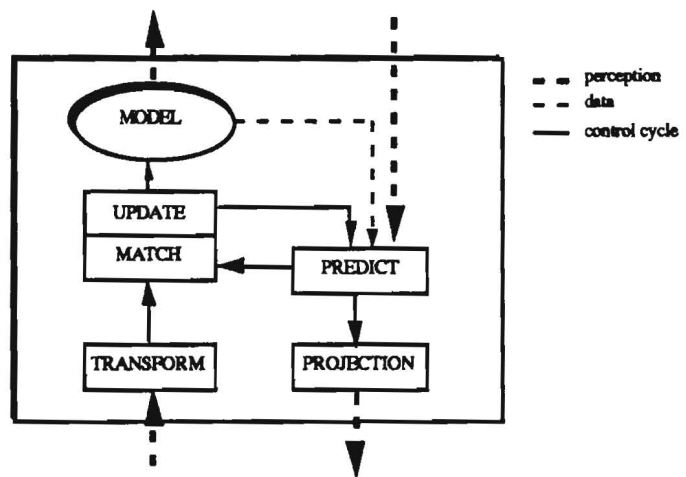 MODEL
UPDATE
MATCH
PREDICT
TRANSFORM
PROJECTION
perception
data
control cycle